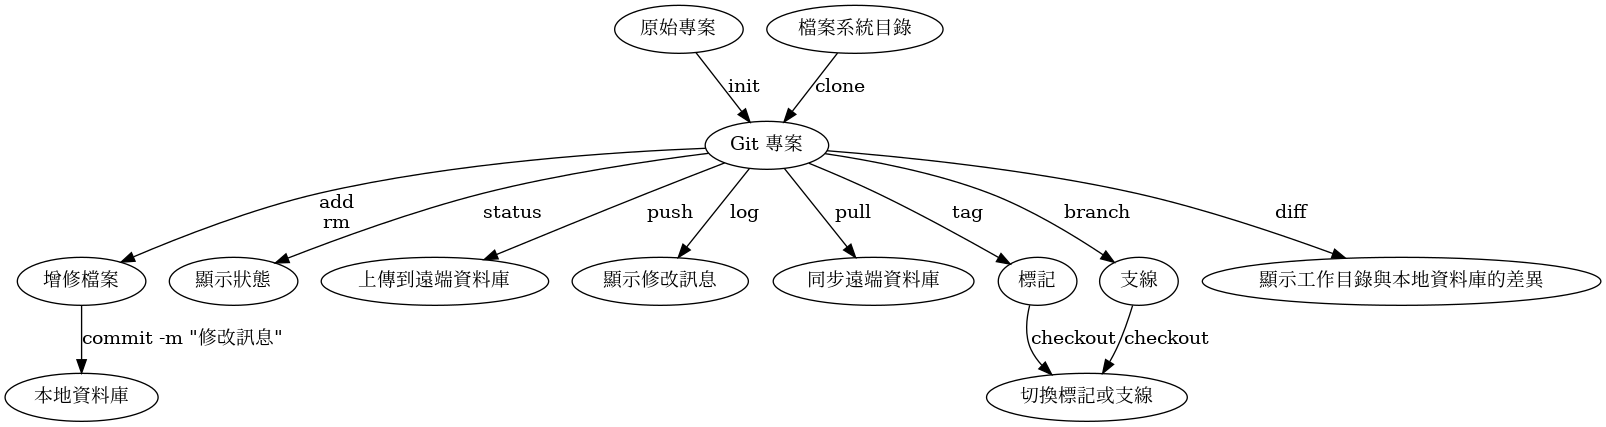 原始專案
檔案系統目錄
init
clone
Git 專案
add
rm
status
push
log
pull
tag
branch
diff
增修檔案
顯示狀態
上傳到遠端資料庫
顯示修改訊息
同步遠端資料庫
標記
支線
顯示工作目錄與本地資料庫的差異
commit -m "修改訊息"
checkout
checkout
本地資料庫
切換標記或支線